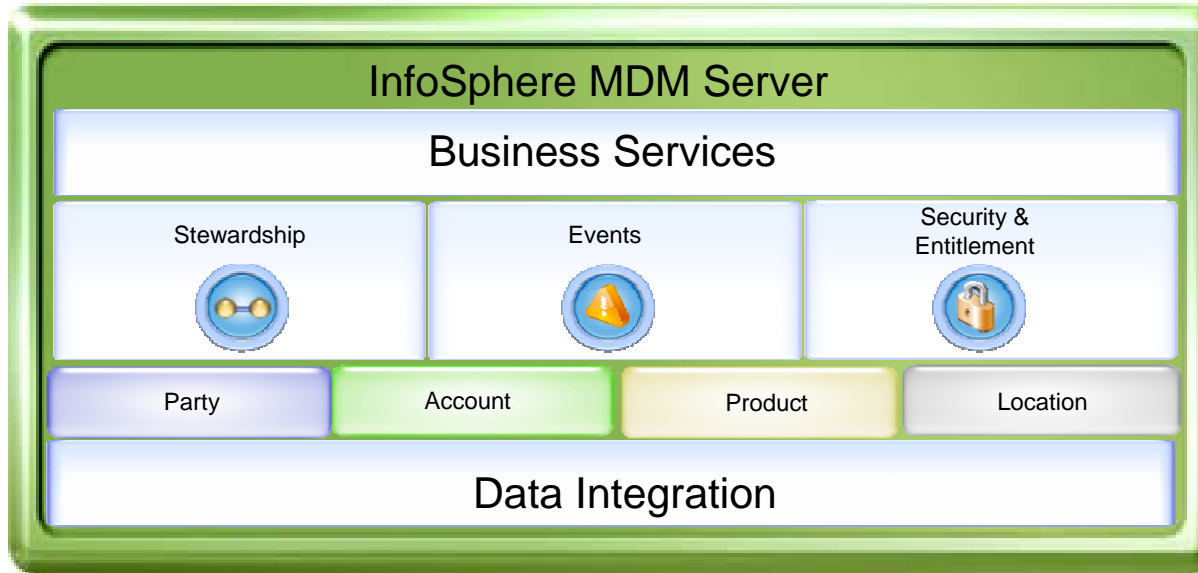 InfoSphere MDM Server
Business Services
Stewardship
Events
Security &
Entitlement
Party
Account
Product
Location
Data Integration